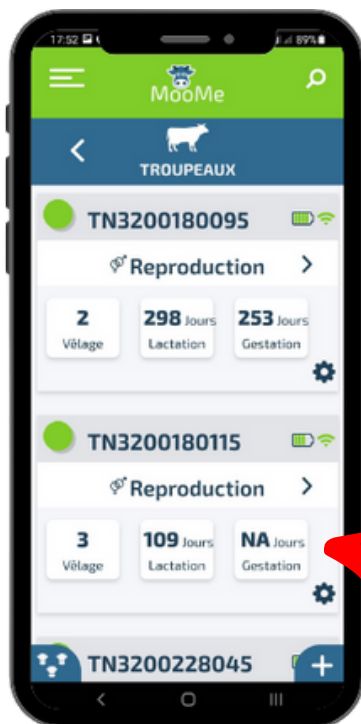 17:52 89%
MooMe
TROUPEAUX
TN3200180095
Reproduction
2 298 Jours 253 Jours
Vêlage Lactation Gestation
TN3200180115
Reproduction
3 109 Jours NA Jours
Vêlage Lactation Gestation
TN3200228045